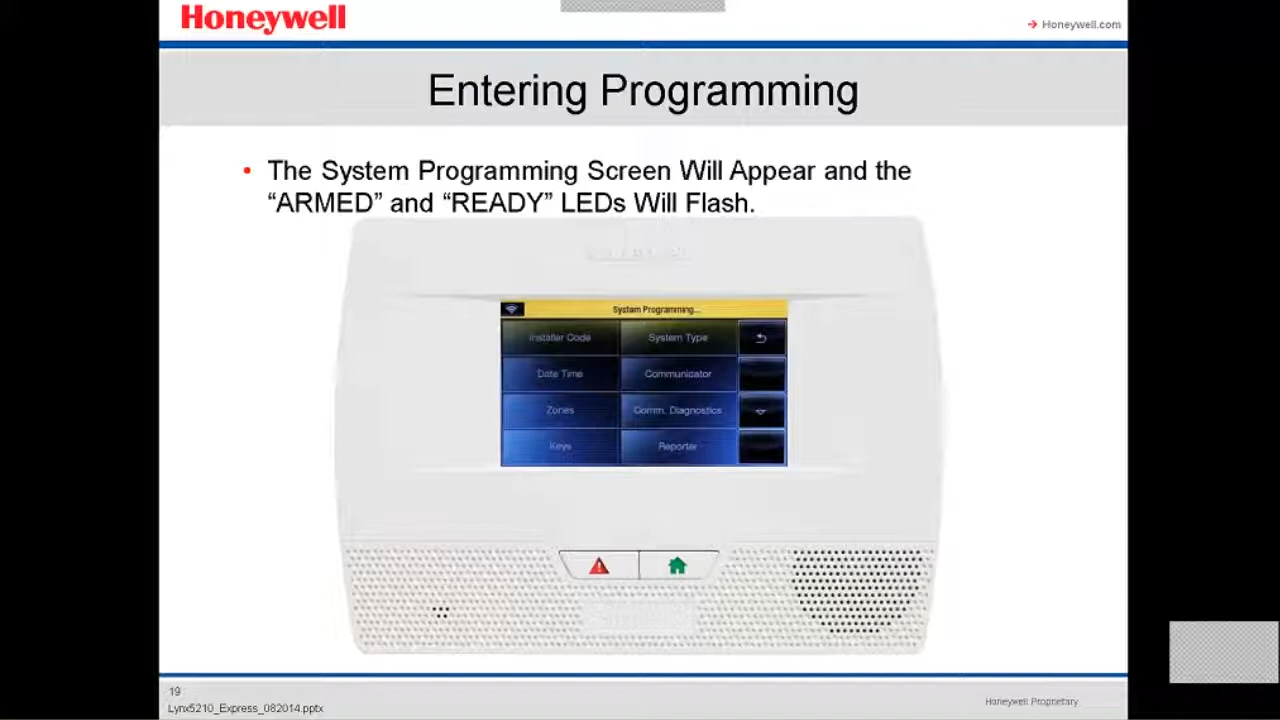 Honeywell
Honeywell.com
Entering Programming
• The System Programming Screen Will Appear and the
“ARMED” and “READY” LEDs Will Flash.
System Programming...
Installer Code
System Type
Date Time
Communicator
Zones
Comm. Diagnostics
Keys
Reporter
19
Lynx5210_Express_082014.pptx
Honeywell Proprietary